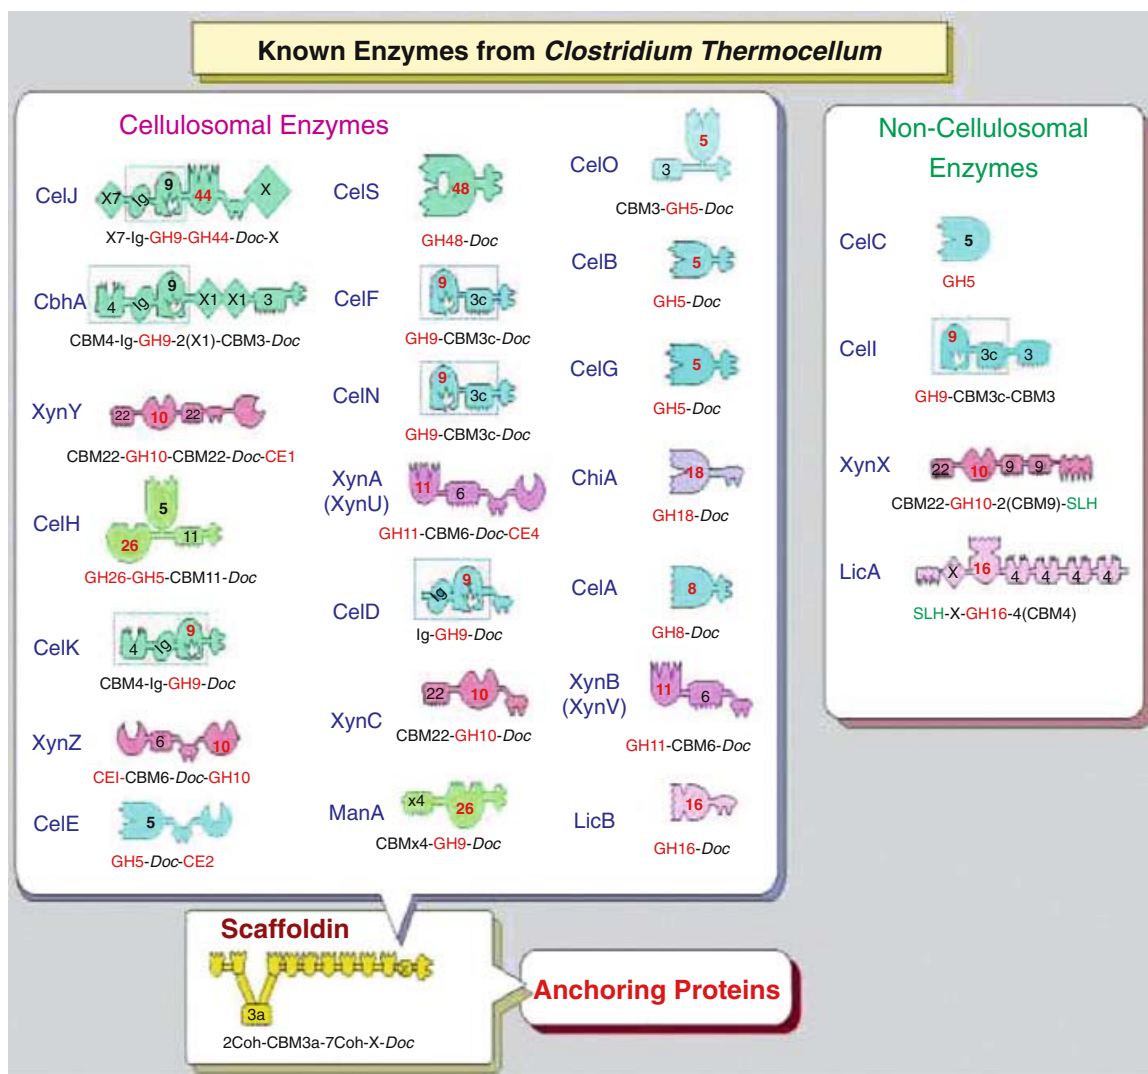 Known Enzymes from Clostridium Thermocellum
Cellulosomal Enzymes
CelJ
X7
Ig
9
44
X
X7-Ig-GH9-GH44-Doc-X
CbhA
4
Ig
9
X1
X1
3
CBM4-Ig-GH9-2(X1)-CBM3-Doc
XynY
22
10
22
CBM22-GH10-CBM22-Doc-CE1
CelH
5
26
11
GH26-GH5-CBM11-Doc
CelK
4
Ig
9
CBM4-Ig-GH9-Doc
XynZ
6
10
CEI-CBM6-Doc-GH10
CelE
5
GH5-Doc-CE2
CelS
48
GH48-Doc
CelF
9
3c
GH9-CBM3c-Doc
CelN
9
3c
GH9-CBM3c-Doc
XynA
(XynU)
11
6
GH11-CBM6-Doc-CE4
CelD
Ig
9
Ig-GH9-Doc
XynC
22
10
CBM22-GH10-Doc
ManA
x4
26
CBMx4-GH9-Doc
CelO
5
3
CBM3-GH5-Doc
CelB
5
GH5-Doc
CelG
5
GH5-Doc
ChiA
18
GH18-Doc
CelA
8
GH8-Doc
XynB
(XynV)
11
6
GH11-CBM6-Doc
LicB
16
GH16-Doc
Non-Cellulosomal
Enzymes
CelC
5
GH5
CelI
9
3c
3
GH9-CBM3c-CBM3
XynX
22
10
9
9
CBM22-GH10-2(CBM9)-SLH
LicA
X
16
4
4
4
4
SLH-X-GH16-4(CBM4)
Scaffoldin
3a
2Coh-CBM3a-7Coh-X-Doc
Anchoring Proteins